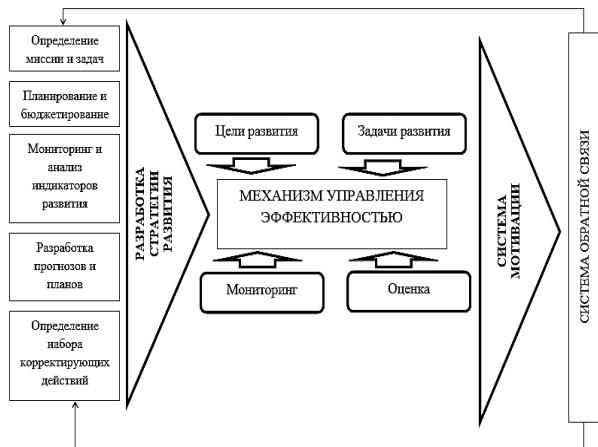 Определение
миссии и задач
Планирование и
бюджетирование
Мониторинг и
анализ
индикаторов
развития
Разработка
прогнозов и
планов
Определение
набора
корректирующих
действий
РАЗРАБОТКА
СТРАТЕГИИ
РАЗВИТИЯ
Цели развития
Задачи развития
МЕХАНИЗМ УПРАВЛЕНИЯ
ЭФФЕКТИВНОСТЬЮ
Мониторинг
Оценка
СИСТЕМА
МОТИВАЦИИ
СИСТЕМА ОБРАТНОЙ СВЯЗИ